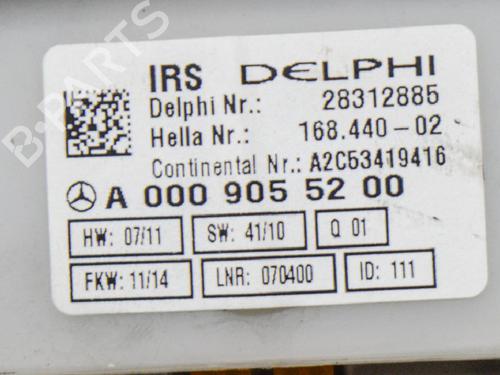 IRS DELPHI
Delphi Nr.: 28312885
Hella Nr.: 168.440-02
Continental Nr.: A2C53419416
A 000 905 52 00
HW: 07/11 SW: 41/10 Q 01
FKW: 11/14 LNR: 070400 ID: 111
B-PARTS